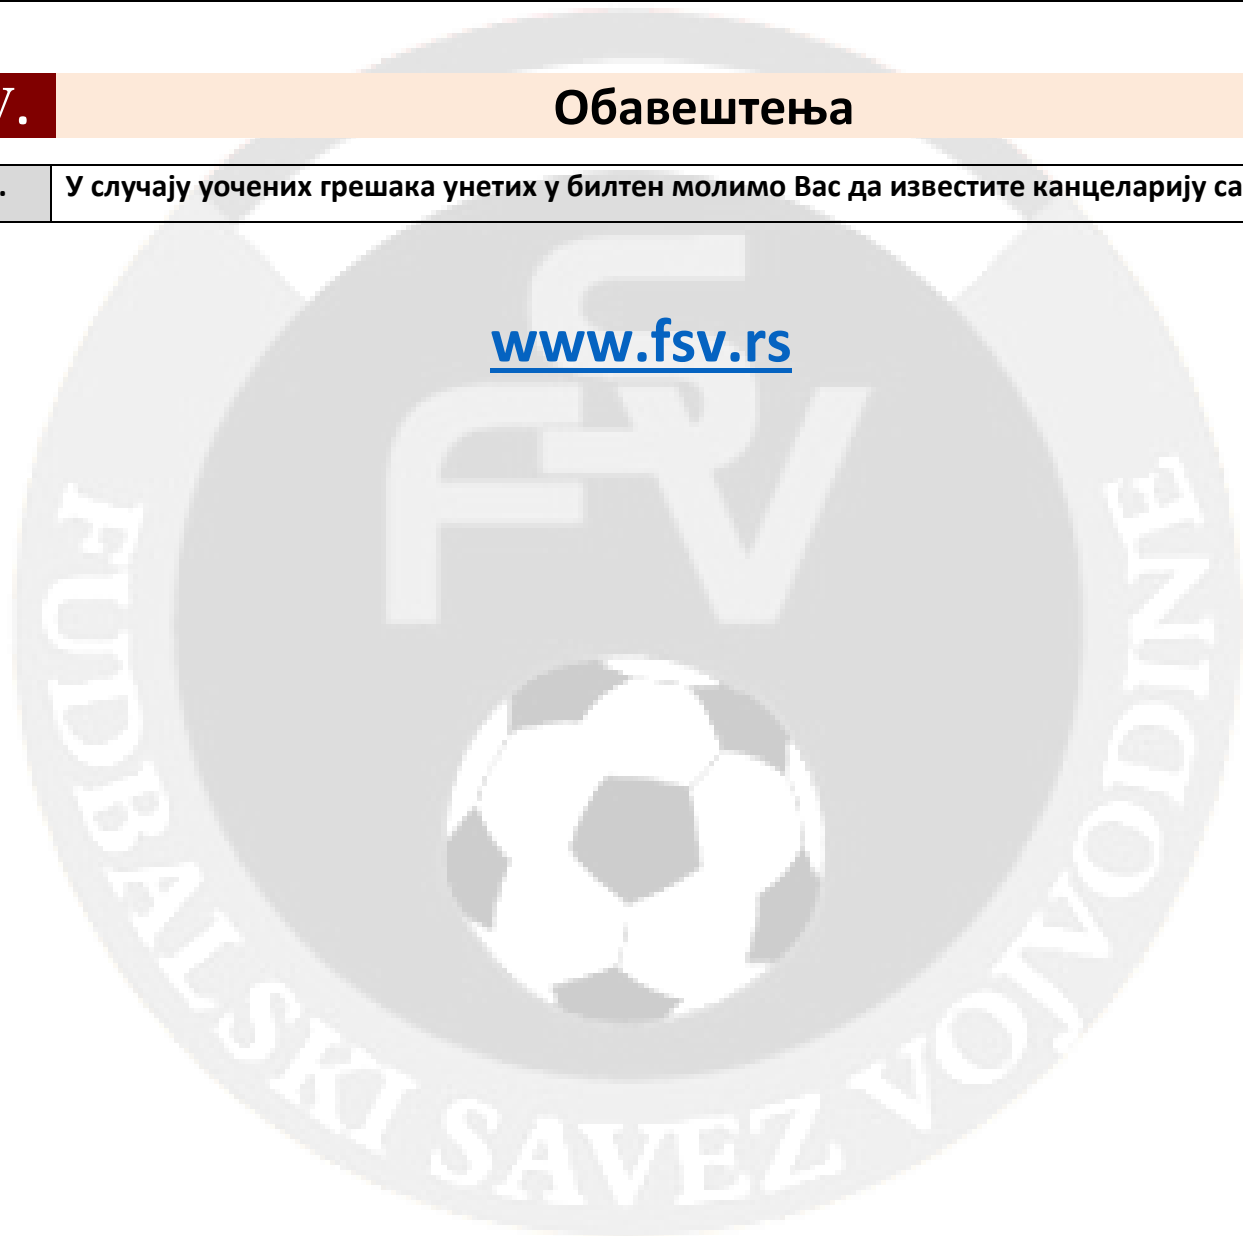 V.
Обавештења
.
У случају уочених грешака унетих у билтен молимо Вас да известите канцеларију са
www.fsv.rs
FSV
FUDBALSKI SAVEZ VOJVODINE